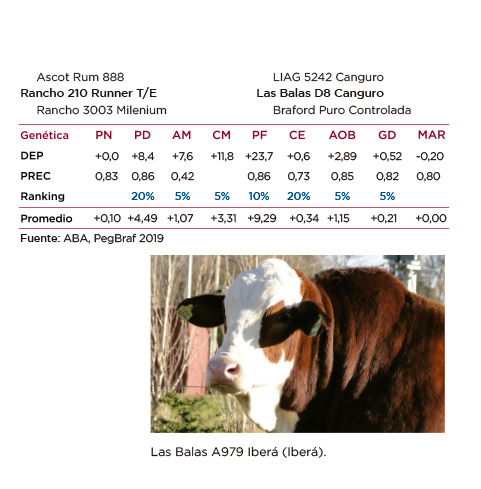 Ascot Rum 888 LIAG 5242 Canguro
Rancho 210 Runner T/E Las Balas D8 Canguro
Rancho 3003 Milenium Braford Puro Controlada
Genética PN PD AM CM PF CE AOB GD MAR
DEP +0,0 +8,4 +7,6 +11,8 +23,7 +0,6 +2,89 +0,52 -0,20
PREC 0,83 0,86 0,42 0,86 0,73 0,85 0,82 0,80
Ranking 20% 5% 5% 10% 20% 5% 5%
Promedio +0,10 +4,49 +1,07 +3,31 +9,29 +0,34 +1,15 +0,21 +0,00
Fuente: ABA, PegBraf 2019
Las Balas A979 Iberá (Iberá).